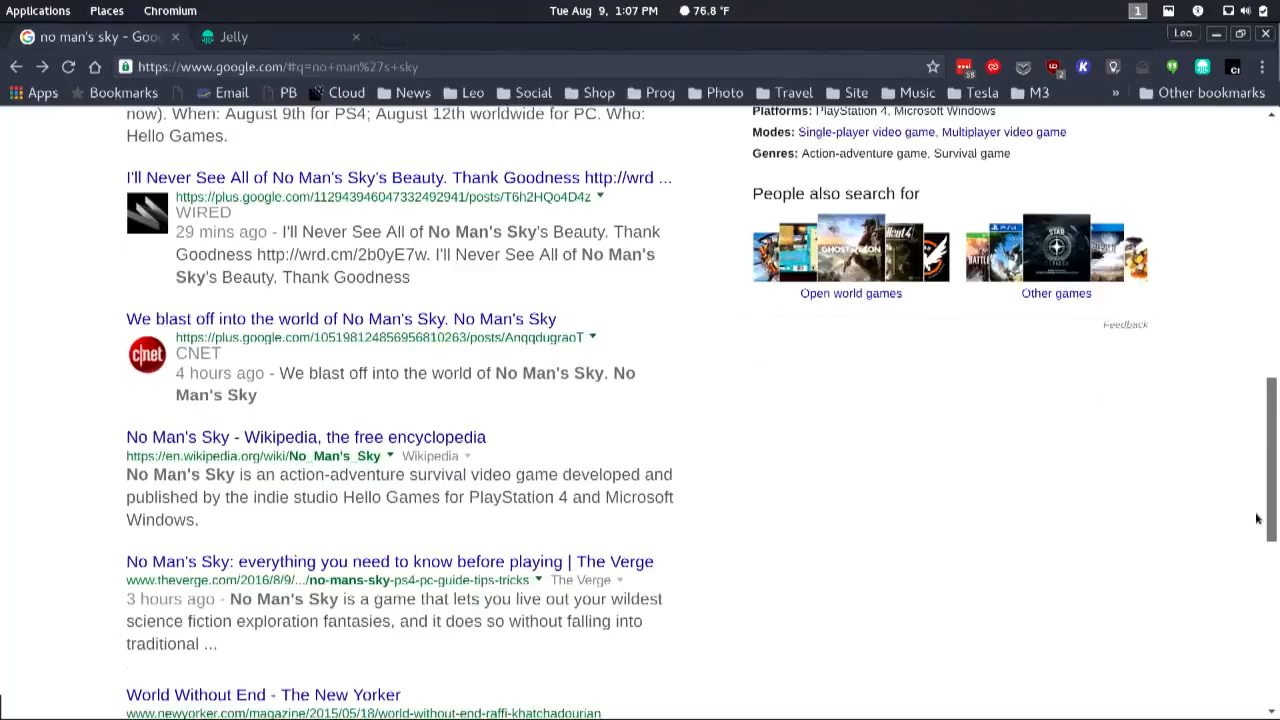 Applications Places Chromium Tue Aug 9, 1:07 PM 75.8 °F 1
no man's sky - Goo Jelly Leo
https://www.google.com/#q=no+man%27s+sky 58 2 K CI
Apps Bookmarks Email PB Cloud News Leo Social Shop Prog Photo Travel Site Music Tesla M3 » Other bookmarks
now). When: August 9th for PS4; August 12th worldwide for PC. Who:
Hello Games.
I'll Never See All of No Man's Sky's Beauty. Thank Goodness http://wrd ...
https://plus.google.com/112943946047332492941/posts/T6h2HQo4D4z
WIRED
29 mins ago - I'll Never See All of No Man's Sky's Beauty. Thank
Goodness http://wrd.cm/2b0yE7w. I'll Never See All of No Man's
Sky's Beauty. Thank Goodness
We blast off into the world of No Man's Sky. No Man's Sky
https://plus.google.com/105198124856956810263/posts/AnqqdugraoT
c|net
CNET
4 hours ago - We blast off into the world of No Man's Sky. No
Man's Sky
No Man's Sky - Wikipedia, the free encyclopedia
https://en.wikipedia.org/wiki/No_Man's_Sky Wikipedia
No Man's Sky is an action-adventure survival video game developed and
published by the indie studio Hello Games for PlayStation 4 and Microsoft
Windows.
No Man's Sky: everything you need to know before playing | The Verge
www.theverge.com/2016/8/9/.../no-mans-sky-ps4-pc-guide-tips-tricks The Verge
3 hours ago - No Man's Sky is a game that lets you live out your wildest
science fiction exploration fantasies, and it does so without falling into
traditional ...
World Without End - The New Yorker
www.newyorker.com/magazine/2015/05/18/world-without-end-raffi-khatchadourian
Platforms: PlayStation 4, Microsoft Windows
Modes: Single-player video game, Multiplayer video game
Genres: Action-adventure game, Survival game
People also search for
GHOST RECON
BATTLE
Open world games
Other games
Feedback